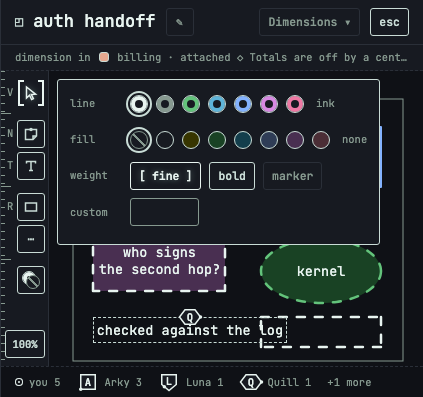 auth handoff
Dimensions ▾
esc
dimension in billing · attached ◇ Totals are off by a cent…
V
N
T
R
line
ink
fill
none
weight
[ fine ]
bold
marker
custom
who signs
the second hop?
kernel
Q
checked against the log
100%
you 5
A Arky 3
L Luna 1
Q Quill 1
+1 more